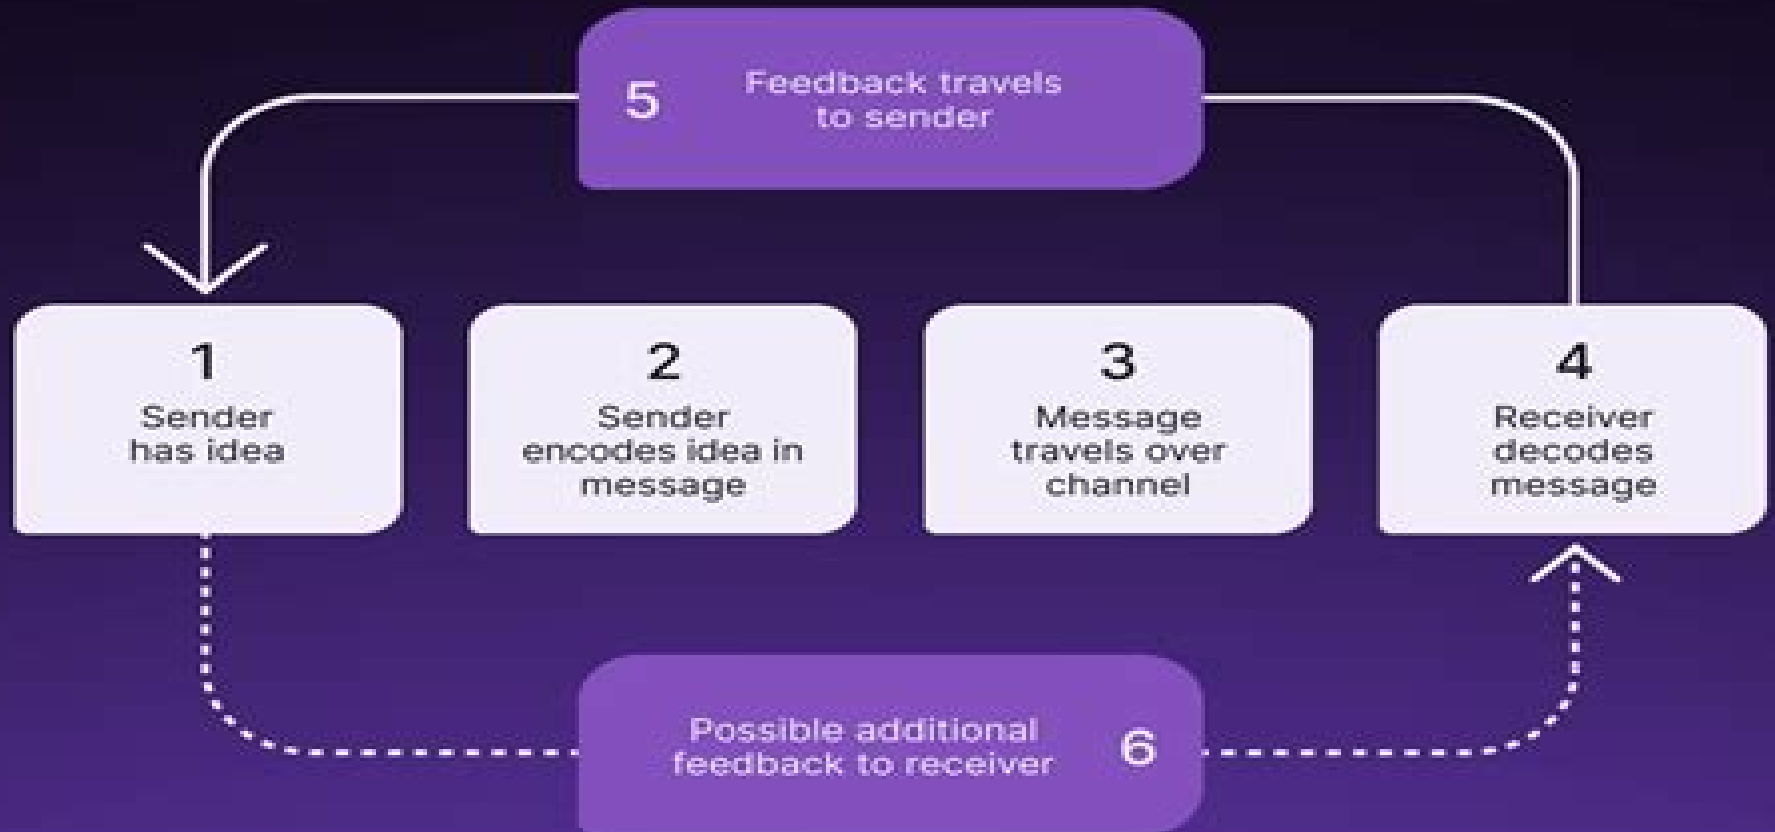 5
Feedback travels
to sender
1
Sender
has idea
2
Sender
encodes idea in
message
3
Message
travels over
channel
4
Receiver
decodes
message
Possible additional
feedback to receiver
6